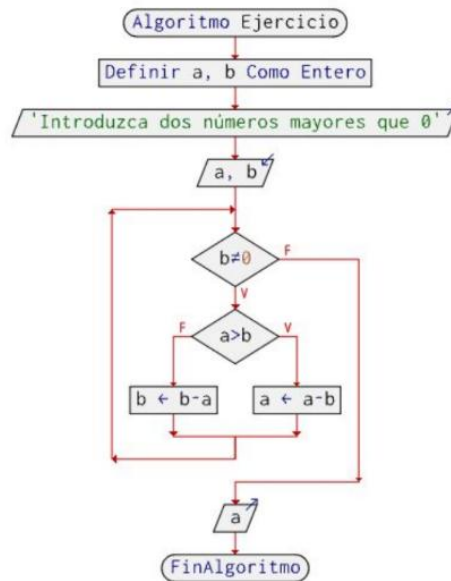 Algoritmo Ejercicio
Definir a, b Como Entero
'Introduzca dos números mayores que 0'
a, b
b≠0
F
V
a>b
F
V
b ← b-a
a ← a-b
a
FinAlgoritmo